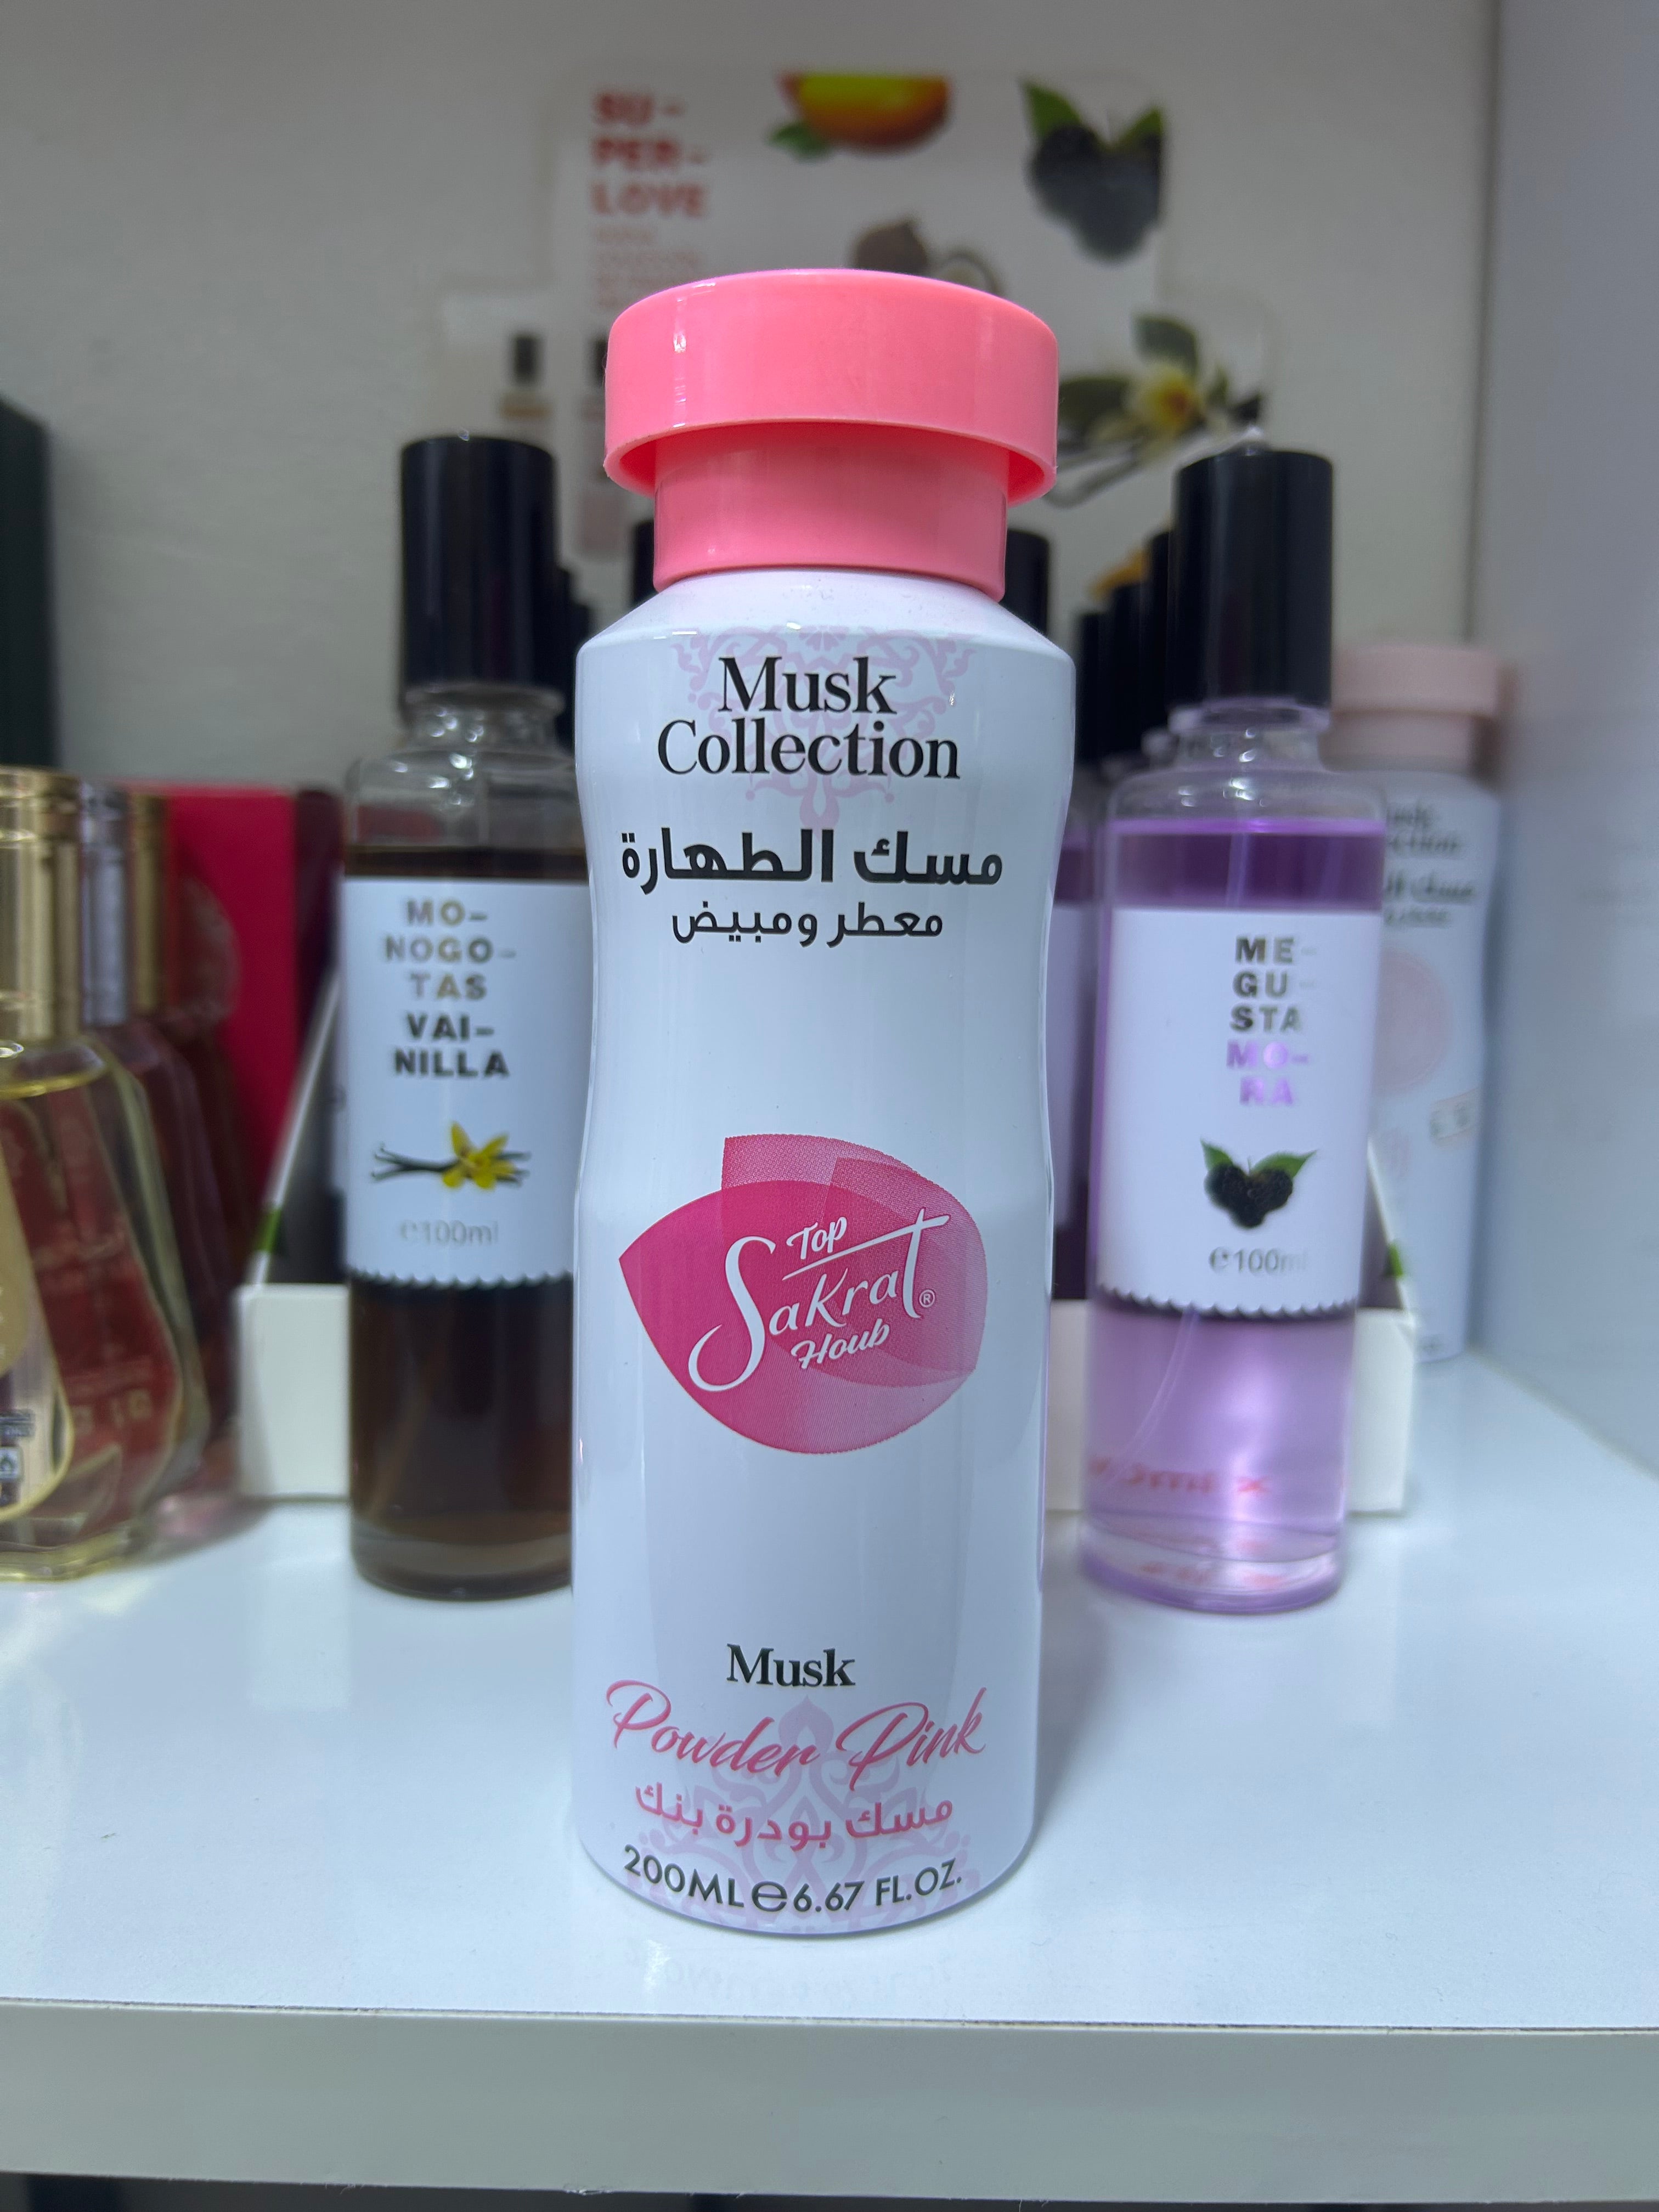 SU-
PER-
LOVE
Musk
Collection
مسك الطهارة
معطر ومبيض
Top
Sakrat®
Houb
Musk
Powder Pink
مسك بودرة بنك
200ML ℮ 6.67 FL.OZ.
MO-
NOGO-
TAS
VAI-
NILLA
℮100ml
ME-
GU-
STA
MO-
RA
℮100ml